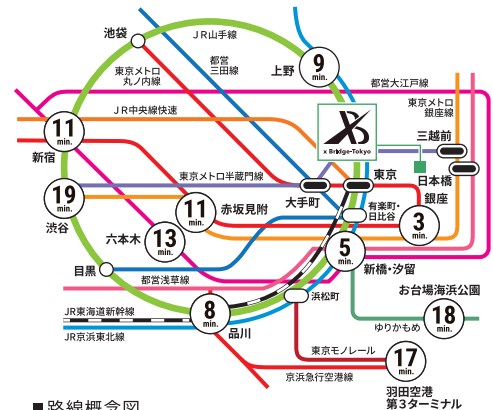 池袋
JR山手線
都営
三田線
上野
9
min.
東京メトロ
丸ノ内線
都営大江戸線
東京メトロ
銀座線
JR中央線快速
11
min.
新宿
x Bridge-Tokyo
三越前
日本橋
東京メトロ半蔵門線
東京
大手町
19
min.
渋谷
11
min.
赤坂見附
有楽町・
日比谷
銀座
3
min.
六本木
13
min.
5
min.
新橋・汐留
目黒
都営浅草線
お台場海浜公園
8
min.
浜松町
JR東海道新幹線
JR京浜東北線
品川
ゆりかもめ
18
min.
東京モノレール
17
min.
京浜急行空港線
羽田空港
第3ターミナル
■路線概念図